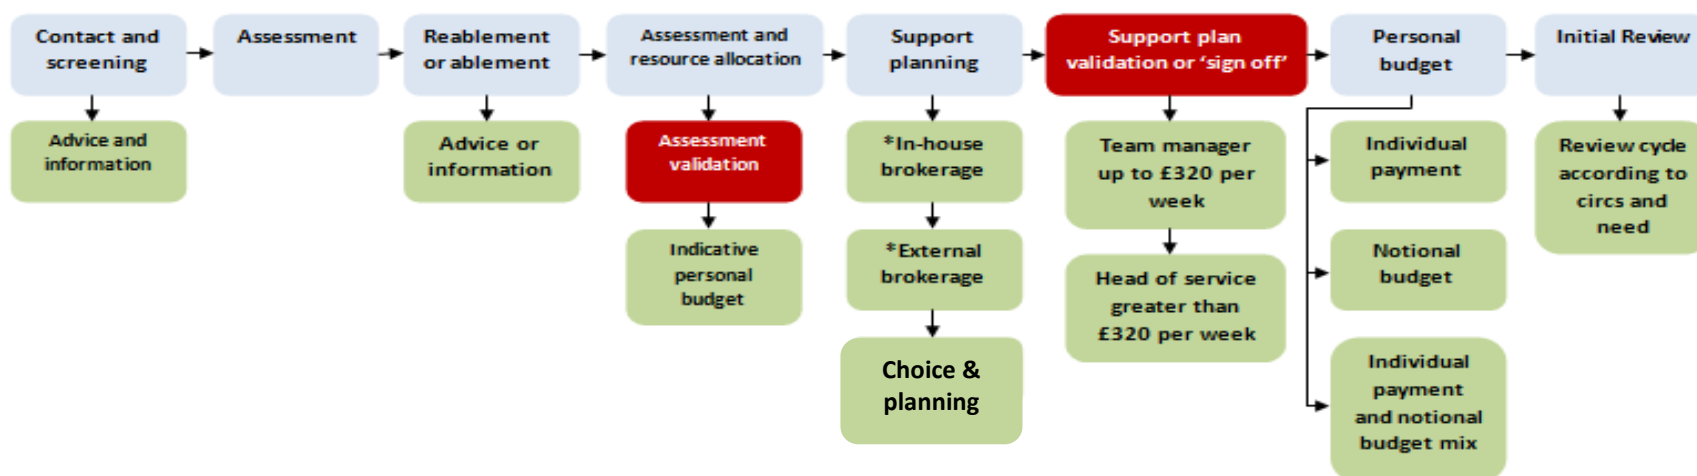 Contact and
screening
Assessment
Reablement
or ablement
Assessment and
resource allocation
Support
planning
Support plan
validation or ‘sign off’
Personal
budget
Initial Review
Advice and
information
Advice or
information
Assessment
validation
Indicative
personal
budget
*In-house
brokerage
*External
brokerage
Choice &
planning
Team manager
up to £320 per
week
Head of service
greater than
£320 per week
Individual
payment
Notional
budget
Individual
payment
and notional
budget mix
Review cycle
according to
circs and
need